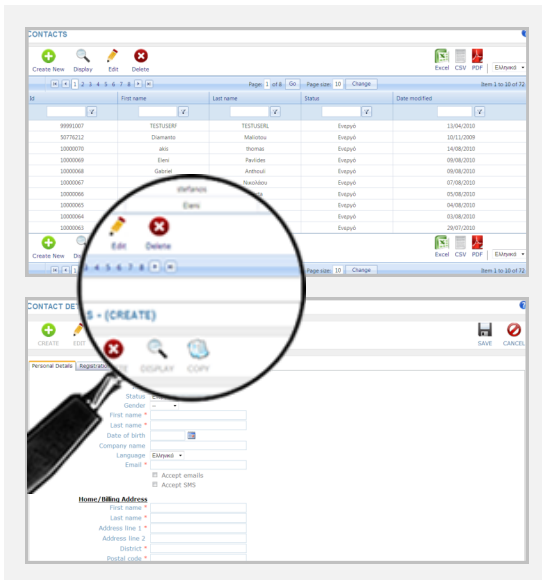 CONTACTS
Create New Display Edit Delete Excel CSV PDF Ελληνικά
1 2 3 4 5 6 7 8 Page: 1 of 8 Go Page size: 10 Change Item 1 to 10 of 72
Id First name Last name Status Date modified
99991007 TESTUSERF TESTUSERL Ενεργό 13/04/2010
50776212 Diamanto Maliotou Ενεργό 10/11/2009
10000070 akis thomas Ενεργό 14/08/2010
10000069 Eleni Pavlides Ενεργό 09/08/2010
10000068 Gabriel Anthouli Ενεργό 09/08/2010
10000067 Νικολάου Ενεργό 07/08/2010
10000066 stefanos Ενεργό 05/08/2010
10000065 Eleni Ενεργό 04/08/2010
10000064 Ενεργό 03/08/2010
10000063 Ενεργό 29/07/2010
Create New Edit Delete Excel CSV PDF Ελληνικά
1 3 4 5 6 7 8 Page size: 10 Change Item 1 to 10 of 72
CONTACT S - (CREATE)
CREATE EDIT DISPLAY COPY SAVE CANCEL
Personal Details Registration
Status
Gender --
First name *
Last name *
Date of birth
Company name
Language Ελληνικά
Email *
Accept emails
Accept SMS
Home/Billing Address
First name *
Last name *
Address line 1 *
Address line 2
District *
Postal code *